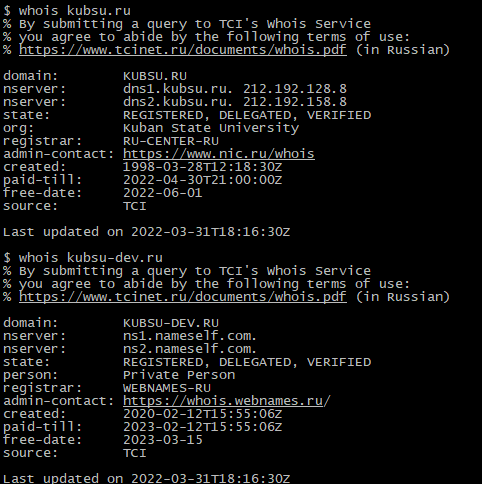 $ whois kubsu.ru
% By submitting a query to TCI's Whois Service
% you agree to abide by the following terms of use:
% https://www.tcinet.ru/documents/whois.pdf (in Russian)

domain:        KUBSU.RU
nserver:       dns1.kubsu.ru. 212.192.128.8
nserver:       dns2.kubsu.ru. 212.192.158.8
state:         REGISTERED, DELEGATED, VERIFIED
org:           Kuban State University
registrar:     RU-CENTER-RU
admin-contact: https://www.nic.ru/whois
created:       1998-03-28T12:18:30Z
paid-till:     2022-04-30T21:00:00Z
free-date:     2022-06-01
source:        TCI

Last updated on 2022-03-31T18:16:30Z

$ whois kubsu-dev.ru
% By submitting a query to TCI's Whois Service
% you agree to abide by the following terms of use:
% https://www.tcinet.ru/documents/whois.pdf (in Russian)

domain:        KUBSU-DEV.RU
nserver:       ns1.nameself.com.
nserver:       ns2.nameself.com.
state:         REGISTERED, DELEGATED, VERIFIED
person:        Private Person
registrar:     WEBNAMES-RU
admin-contact: https://whois.webnames.ru/
created:       2020-02-12T15:55:06Z
paid-till:     2023-02-12T15:55:06Z
free-date:     2023-03-15
source:        TCI

Last updated on 2022-03-31T18:16:30Z